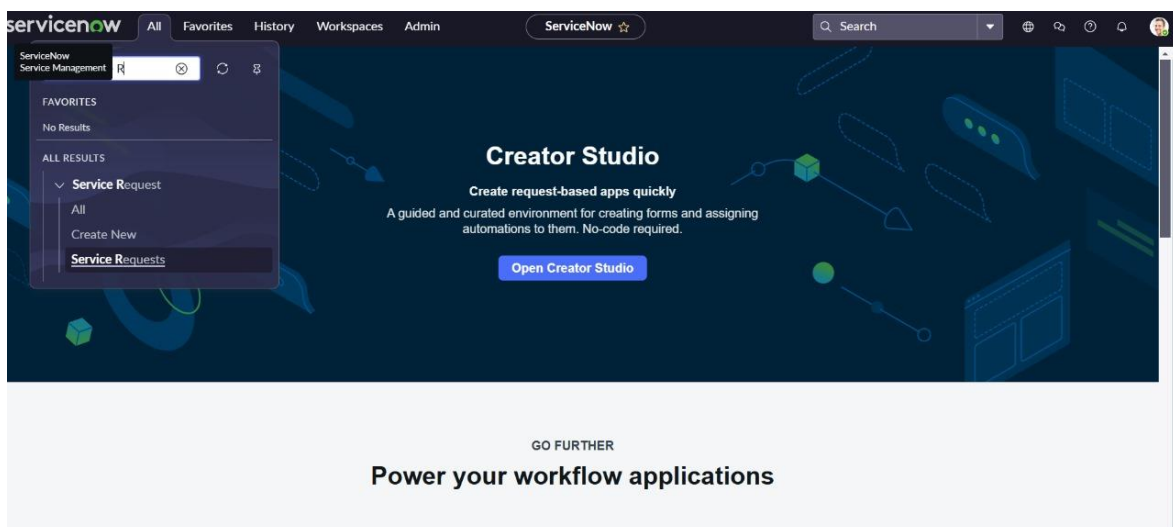 servicenow
All
Favorites
History
Workspaces
Admin
ServiceNow
Search
ServiceNow
Service Management
R
FAVORITES
No Results
ALL RESULTS
Service Request
All
Create New
Service Requests
Creator Studio
Create request-based apps quickly
A guided and curated environment for creating forms and assigning
automations to them. No-code required.
Open Creator Studio
GO FURTHER
Power your workflow applications